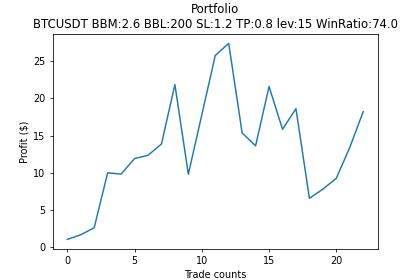 Portfolio
BTCUSDT BBM:2.6 BBL:200 SL:1.2 TP:0.8 lev:15 WinRatio:74.0
25
20
15
10
5
0
Profit ($)
0 5 10 15 20
Trade counts